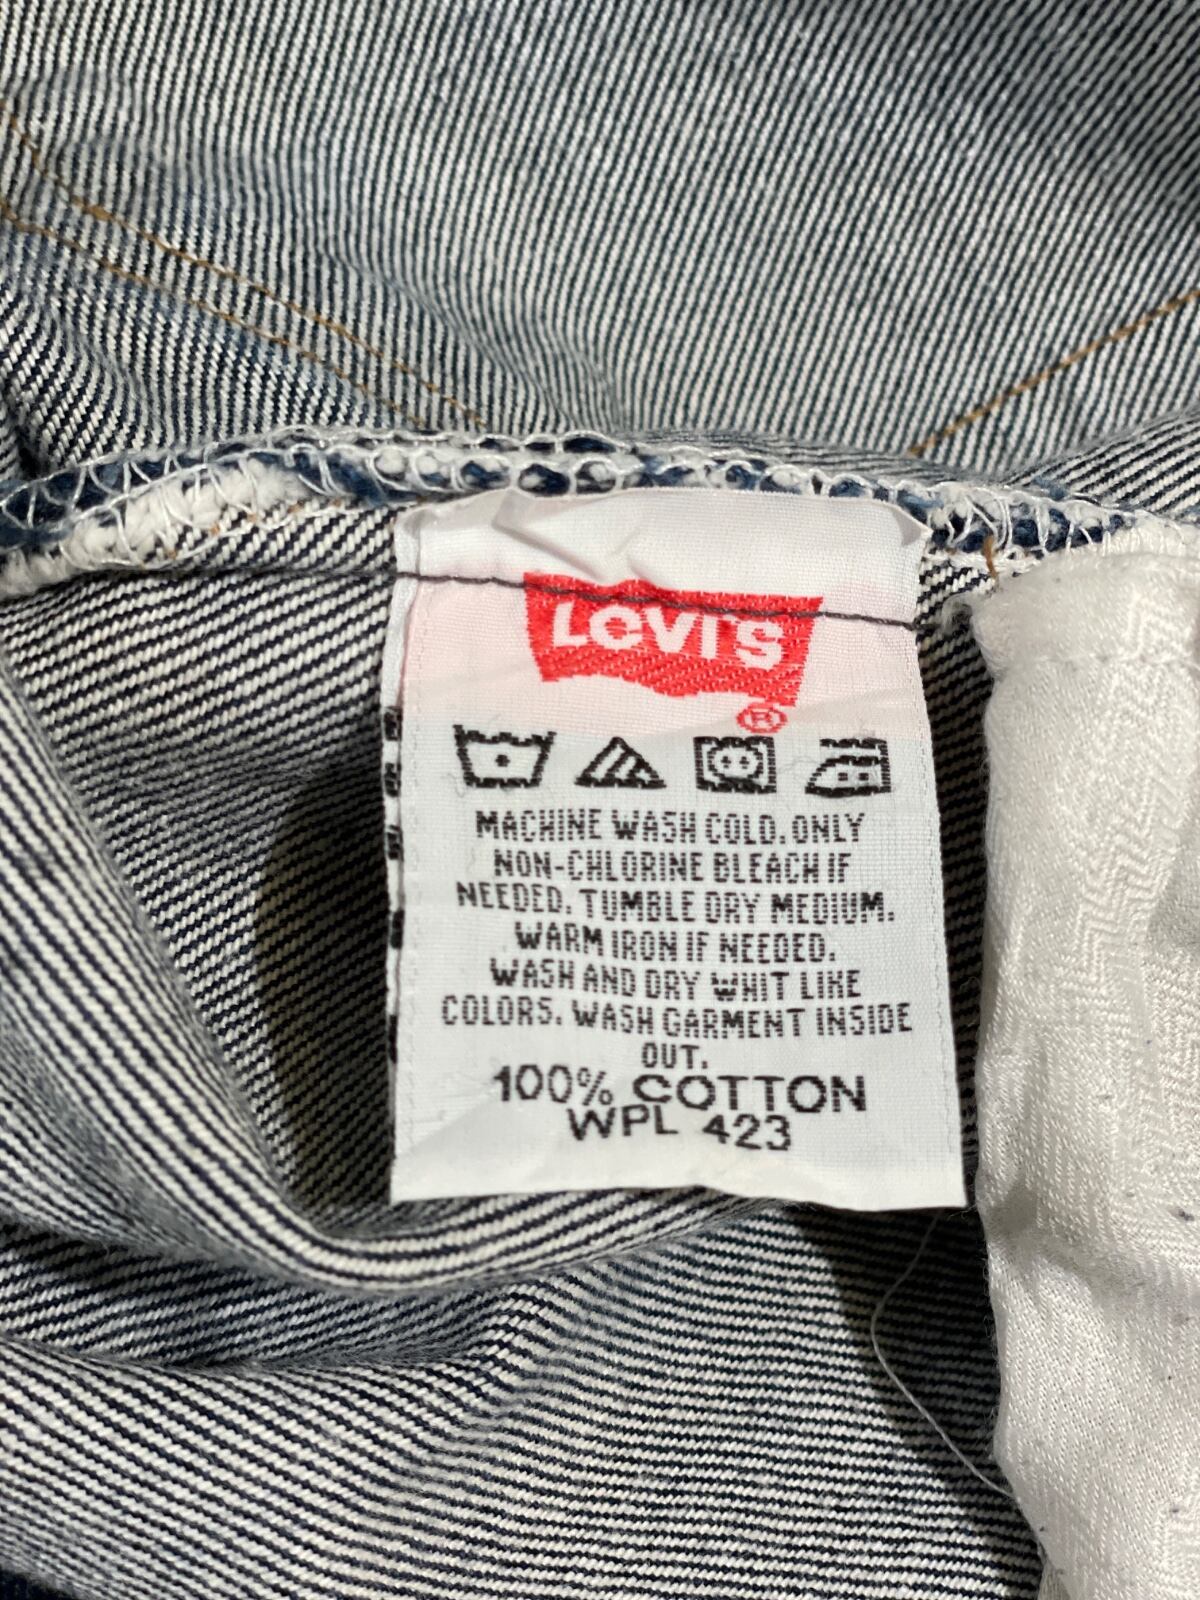 LEVI'S
®
MACHINE WASH COLD. ONLY
NON-CHLORINE BLEACH IF
NEEDED. TUMBLE DRY MEDIUM.
WARM IRON IF NEEDED.
WASH AND DRY WHIT LIKE
COLORS. WASH GARMENT INSIDE
OUT.
100% COTTON
WPL 423